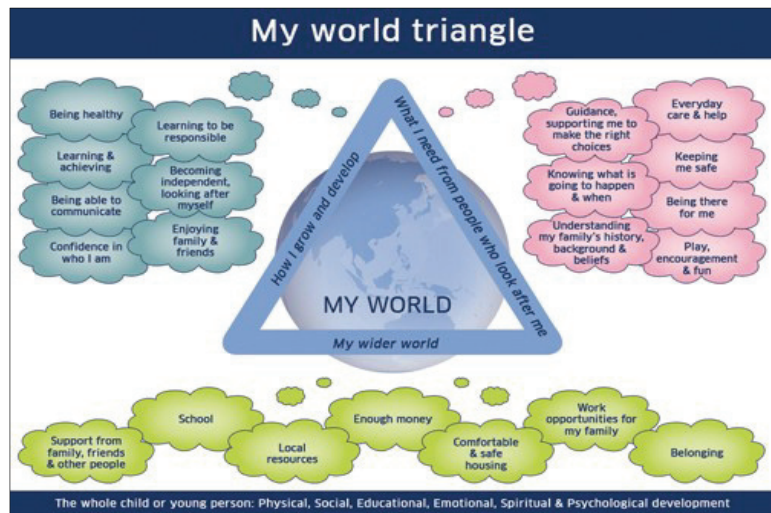 My world triangle
Being healthy
Learning to be
responsible
Learning &
achieving
Becoming
independent,
looking after
myself
Being able to
communicate
Enjoying
family &
friends
Confidence in
who I am
How I grow and develop
What I need from people who look after me
MY WORLD
My wider world
Guidance,
supporting me to
make the right
choices
Everyday
care & help
Knowing what is
going to happen
& when
Keeping
me safe
Understanding
my family's history,
background &
beliefs
Being there
for me
Play,
encouragement
& fun
Support from
family, friends
& other people
School
Local
resources
Enough money
Comfortable
& safe
housing
Work
opportunities for
my family
Belonging
The whole child or young person: Physical, Social, Educational, Emotional, Spiritual & Psychological development